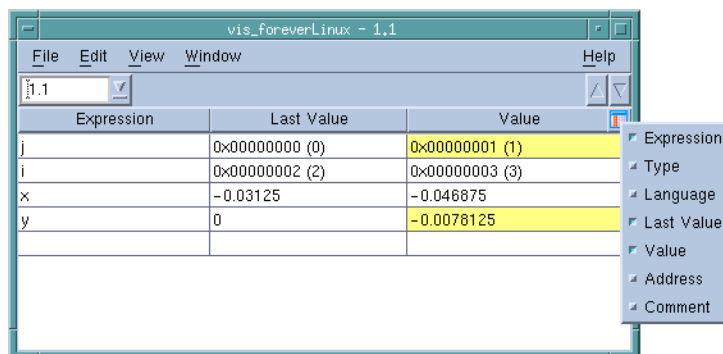 vis_foreverLinux - 1.1
File Edit View Window Help
1.1
Expression Last Value Value
j 0x00000000 (0) 0x00000001 (1)
i 0x00000002 (2) 0x00000003 (3)
x -0.03125 -0.046875
y 0 -0.0078125
Expression
Type
Language
Last Value
Value
Address
Comment